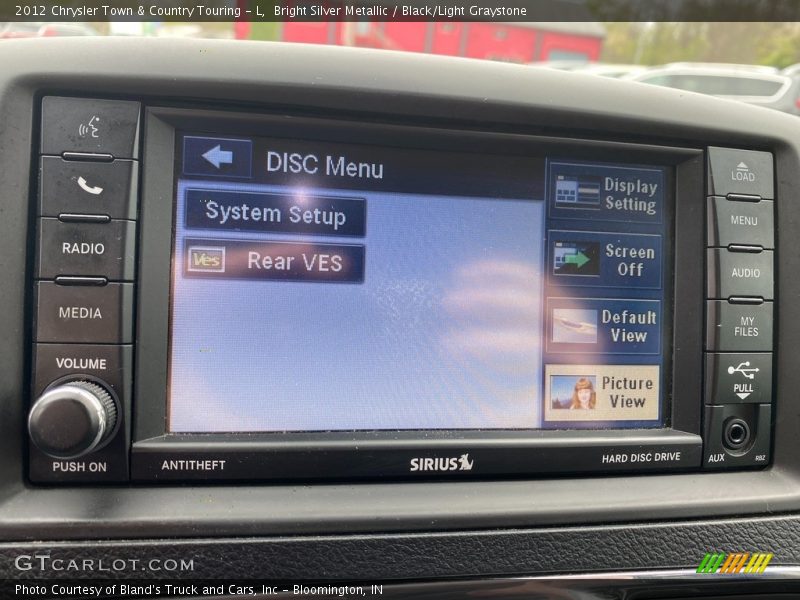 2012 Chrysler Town & Country Touring - L, Bright Silver Metallic / Black/Light Graystone
DISC Menu
System Setup
Ves Rear VES
Display
Setting
Screen
Off
Default
View
Picture
View
RADIO
MEDIA
VOLUME
PUSH ON
LOAD
MENU
AUDIO
MY
FILES
PULL
AUX RBZ
ANTITHEFT
SIRIUS
HARD DISC DRIVE
GTCARLOT.COM
Photo Courtesy of Bland's Truck and Cars, Inc - Bloomington, IN